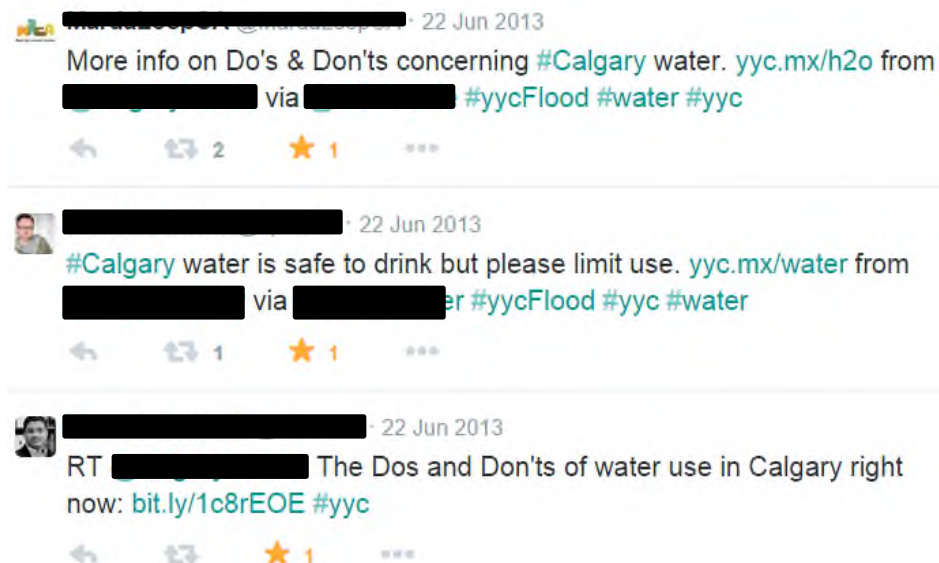 · 22 Jun 2013
More info on Do's & Don'ts concerning #Calgary water. yyc.mx/h2o from
via #yycFlood #water #yyc
2 1
· 22 Jun 2013
#Calgary water is safe to drink but please limit use. yyc.mx/water from
via er #yycFlood #yyc #water
1 1
· 22 Jun 2013
RT The Dos and Don'ts of water use in Calgary right
now: bit.ly/1c8rEOE #yyc
1